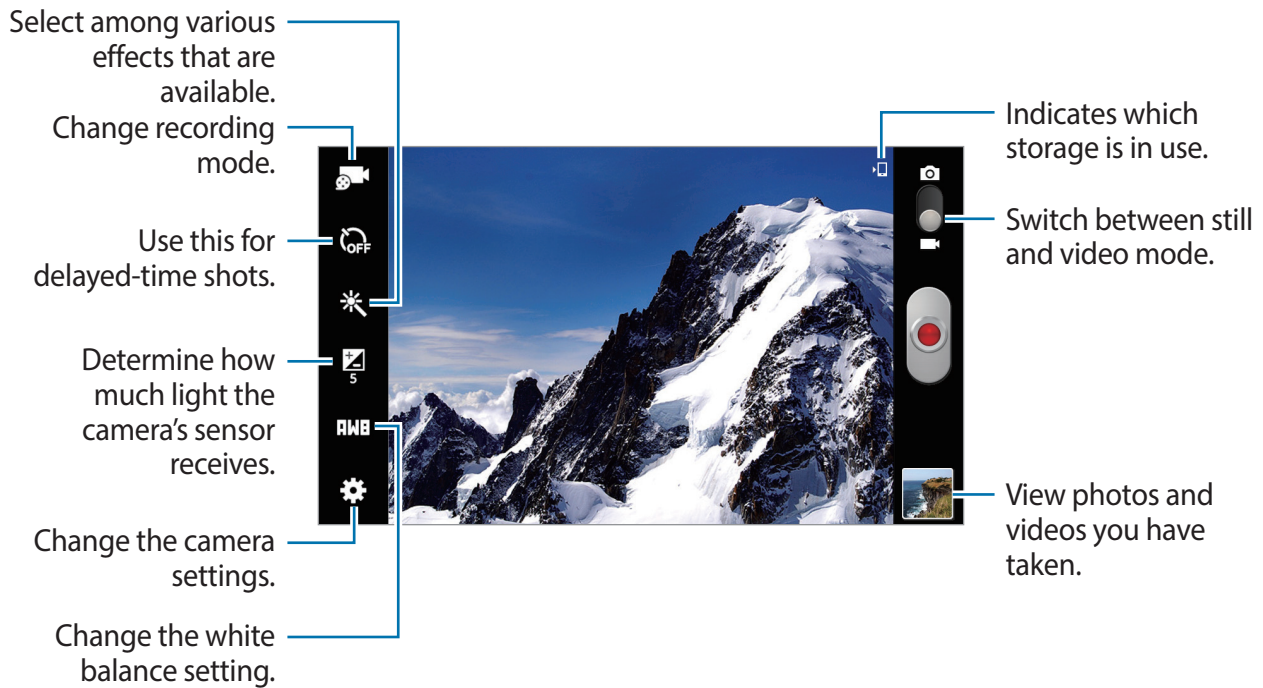 Select among various
effects that are
available.
Change recording
mode.
Use this for
delayed-time shots.
Determine how
much light the
camera’s sensor
receives.
Change the camera
settings.
Change the white
balance setting.
OFF
5
AWB
Indicates which
storage is in use.
Switch between still
and video mode.
View photos and
videos you have
taken.